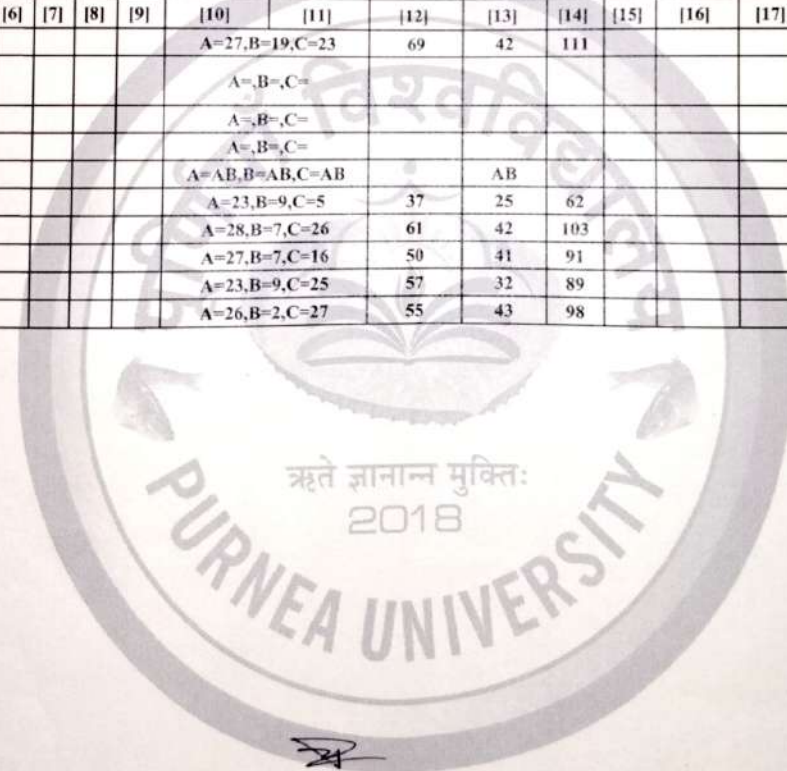 [6] [7] [8] [9] [10] [11] [12] [13] [14] [15] [16] [17]
A=27,B=19,C=23 69 42 111
A=,B=,C=
A=,B=,C=
A=,B=,C=
A=AB,B=AB,C=AB AB
A=23,B=9,C=5 37 25 62
A=28,B=7,C=26 61 42 103
A=27,B=7,C=16 50 41 91
A=23,B=9,C=25 57 32 89
A=26,B=2,C=27 55 43 98
पूर्णियाँ विश्वविद्यालय
ऋते ज्ञानान्न मुक्तिः
2018
PURNEA UNIVERSITY